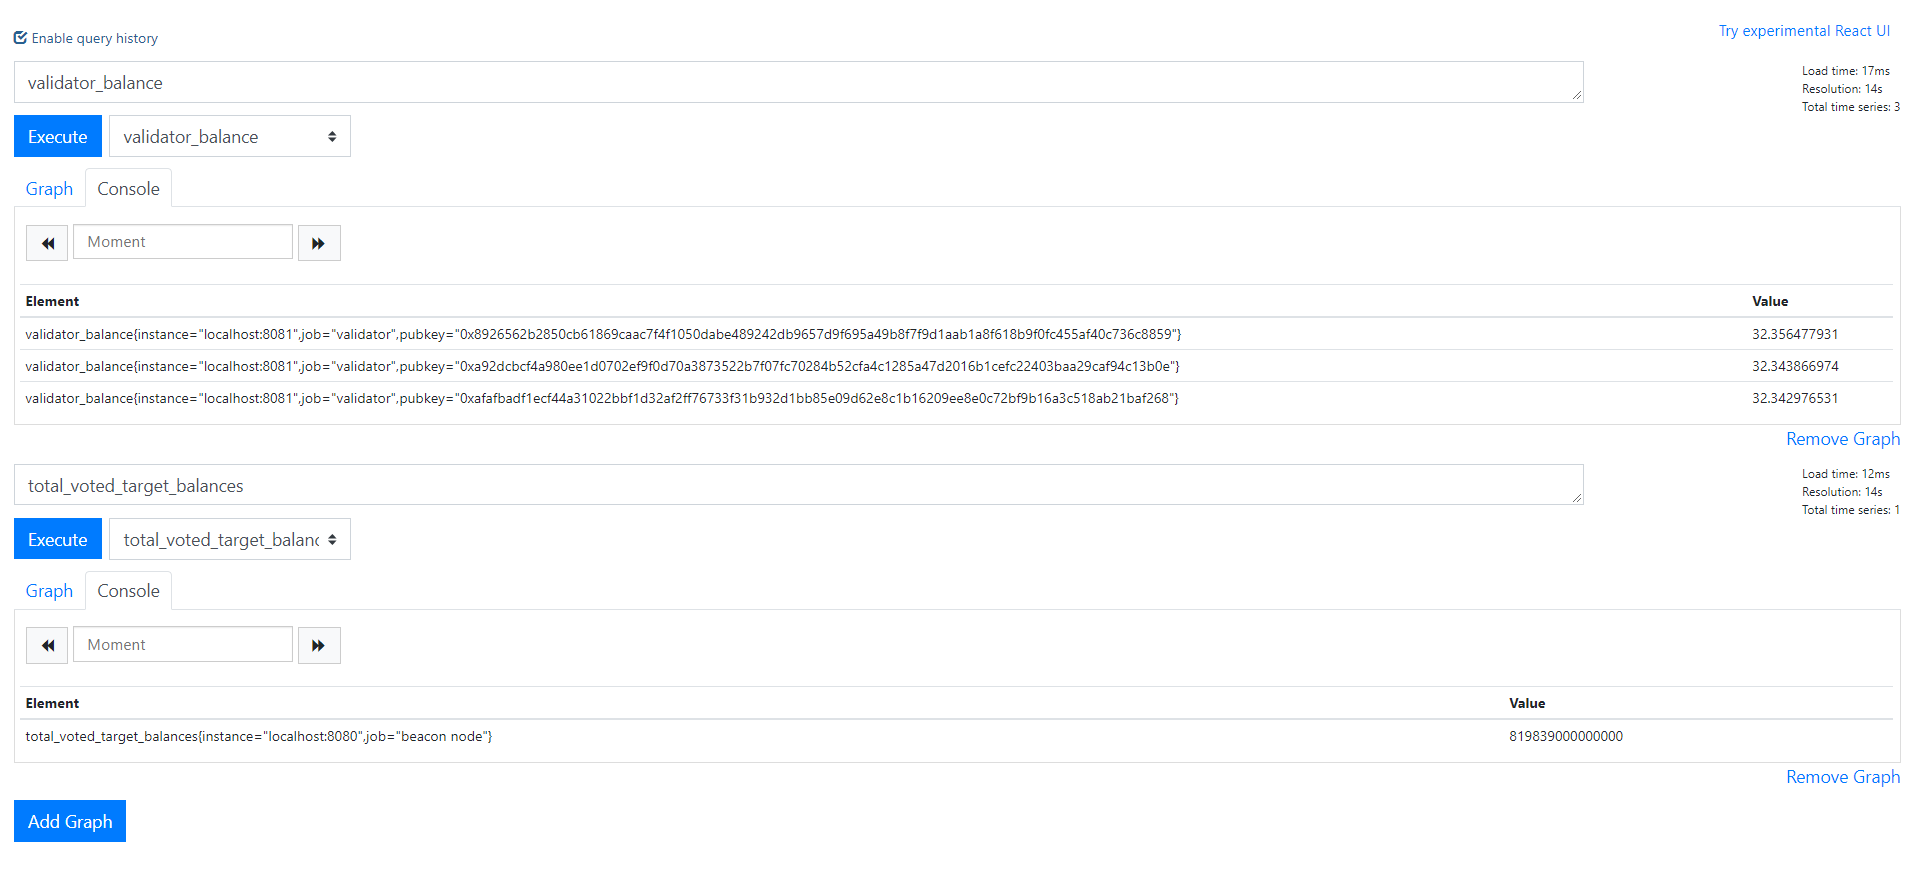 Enable query history
Try experimental React UI
validator_balance
Load time: 17ms
Resolution: 14s
Total time series: 3
Execute
validator_balance
Graph
Console
Moment
Element
Value
validator_balance{instance="localhost:8081",job="validator",pubkey="0x8926562b2850cb61869caac7f4f1050dabe489242db9657d9f695a49b8f7f9d1aab1a8f618b9f0fc455af40c736c8859"}
32.356477931
validator_balance{instance="localhost:8081",job="validator",pubkey="0xa92dcbcf4a980ee1d0702ef9f0d70a3873522b7f07fc70284b52cfa4c1285a47d2016b1cefc22403baa29caf94c13b0e"}
32.343866974
validator_balance{instance="localhost:8081",job="validator",pubkey="0xafafbadf1ecf44a31022bbf1d32af2ff76733f31b932d1bb85e09d62e8c1b16209ee8e0c72bf9b16a3c518ab21baf268"}
32.342976531
Remove Graph
total_voted_target_balances
Load time: 12ms
Resolution: 14s
Total time series: 1
Execute
total_voted_target_balanc
Graph
Console
Moment
Element
Value
total_voted_target_balances{instance="localhost:8080",job="beacon node"}
819839000000000
Remove Graph
Add Graph